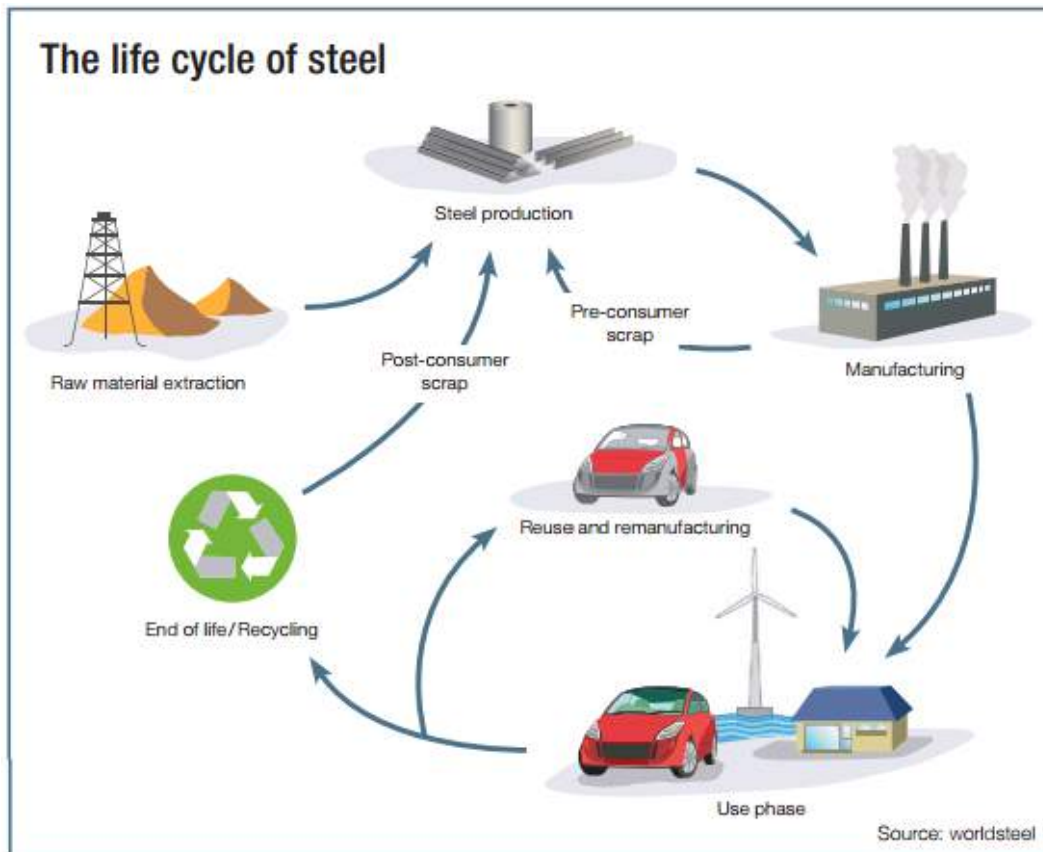 The life cycle of steel
Steel production
Raw material extraction
Pre-consumer
scrap
Post-consumer
scrap
Manufacturing
Reuse and remanufacturing
End of life/Recycling
Use phase
Source: worldsteel